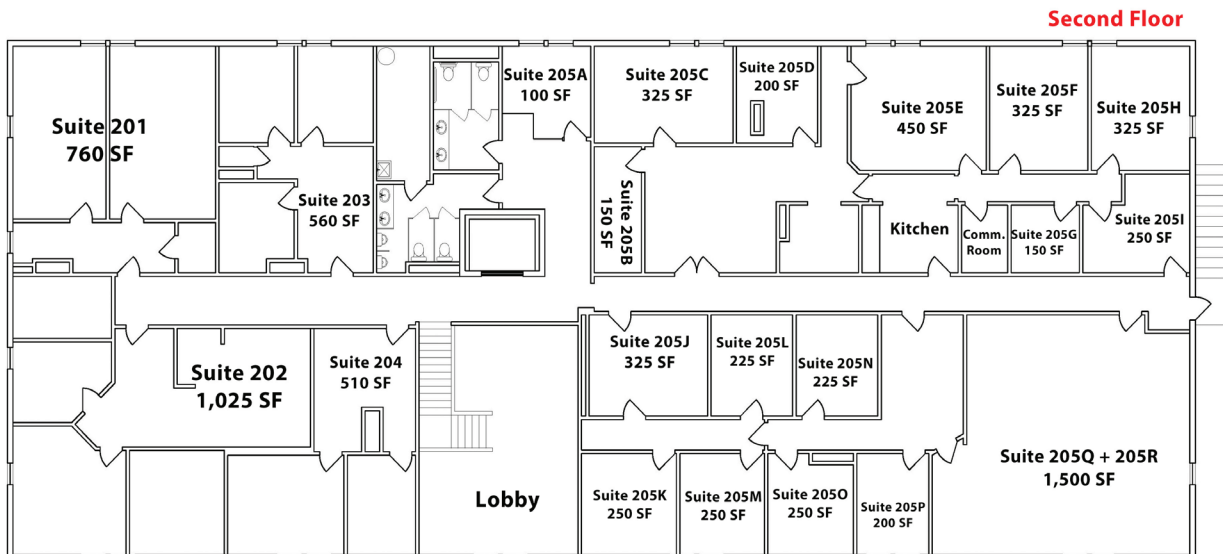 Second Floor
Suite 201
760 SF
Suite 203
560 SF
Suite 205A
100 SF
Suite 205C
325 SF
Suite 205D
200 SF
Suite 205E
450 SF
Suite 205F
325 SF
Suite 205H
325 SF
Suite 205B
150 SF
Kitchen
Comm.
Room
Suite 205G
150 SF
Suite 205I
250 SF
Suite 202
1,025 SF
Suite 204
510 SF
Suite 205J
325 SF
Suite 205L
225 SF
Suite 205N
225 SF
Lobby
Suite 205K
250 SF
Suite 205M
250 SF
Suite 205O
250 SF
Suite 205P
200 SF
Suite 205Q + 205R
1,500 SF